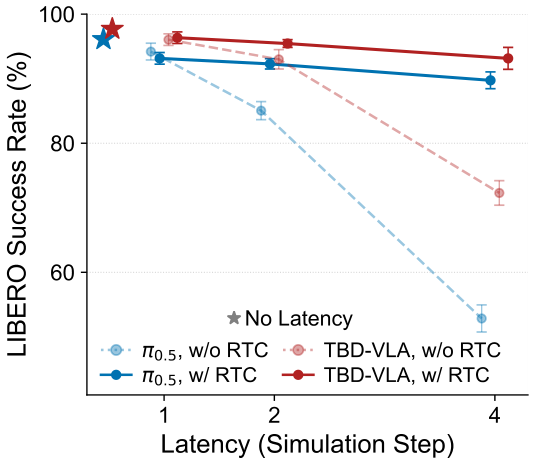 LIBERO Success Rate (%)
100
80
60
No Latency
π0.5, w/o RTC
TBD-VLA, w/o RTC
π0.5, w/ RTC
TBD-VLA, w/ RTC
1
2
4
Latency (Simulation Step)